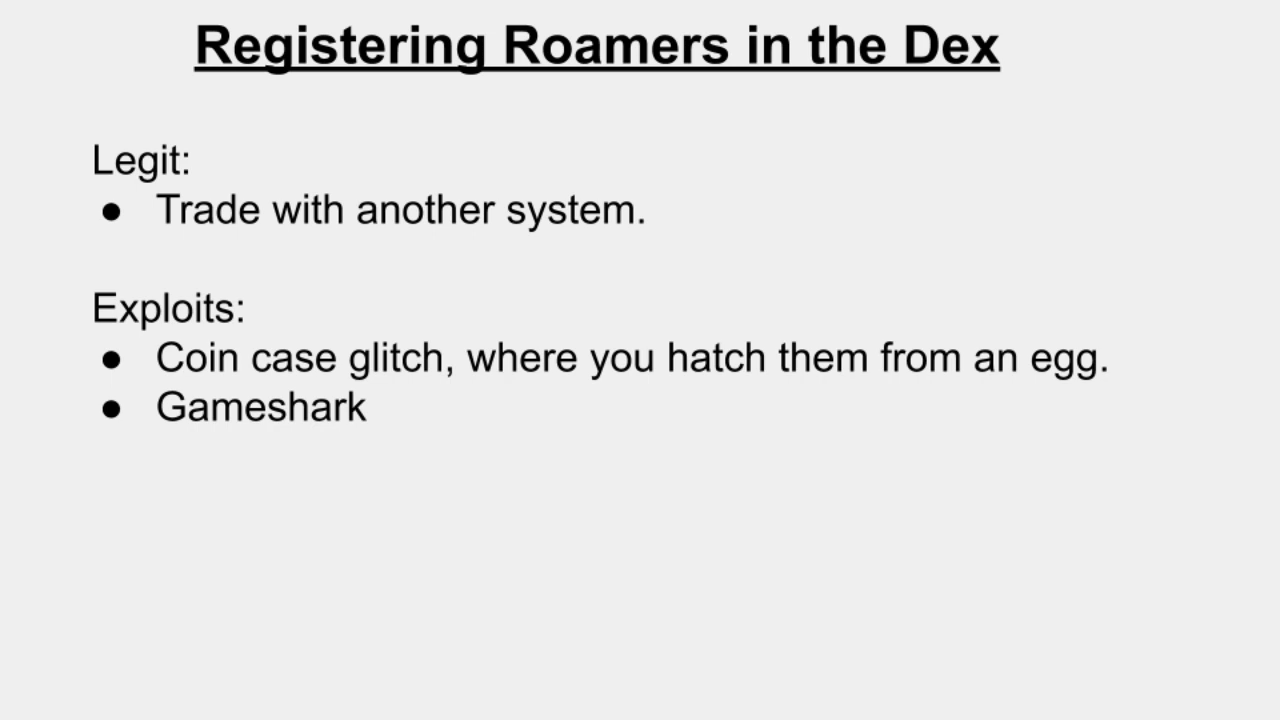 Registering Roamers in the Dex
Legit:
● Trade with another system.
Exploits:
● Coin case glitch, where you hatch them from an egg.
● Gameshark